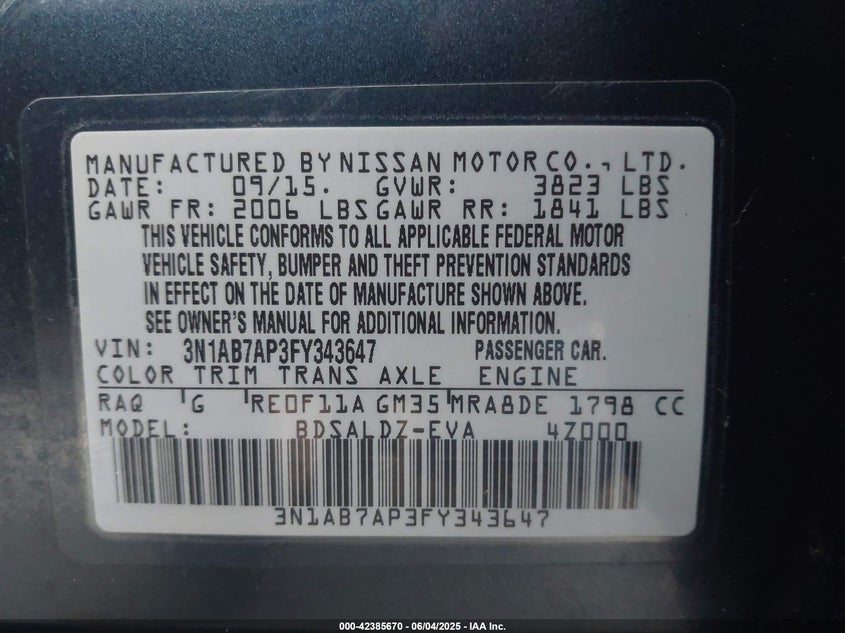 MANUFACTURED BY NISSAN MOTOR CO., LTD.
DATE: 09/15. GVWR: 3823 LBS
GAWR FR: 2006 LBS GAWR RR: 1841 LBS
THIS VEHICLE CONFORMS TO ALL APPLICABLE FEDERAL MOTOR
VEHICLE SAFETY, BUMPER AND THEFT PREVENTION STANDARDS
IN EFFECT ON THE DATE OF MANUFACTURE SHOWN ABOVE.
SEE OWNER'S MANUAL FOR ADDITIONAL INFORMATION.
VIN: 3N1AB7AP3FY343647 PASSENGER CAR.
COLOR TRIM TRANS AXLE ENGINE
RAQ G RE0F11A GM35 MRA8DE 1798 CC
MODEL: BDSALDZ-EVA 4Z000
3N1AB7AP3FY343647
000-42385670 - 06/04/2025 - IAA Inc.